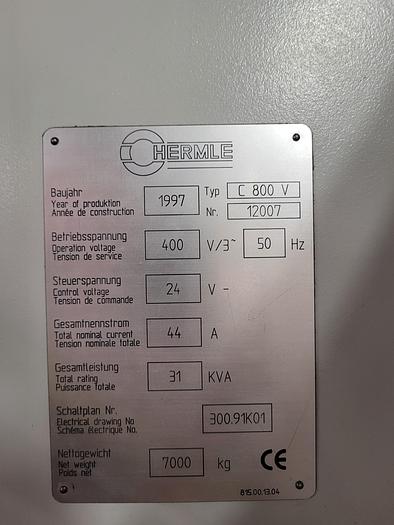 HERMLE
Baujahr
Year of produktion
Année de construction
1997
Typ C 800 V
Nr. 12007
Betriebsspannung
Operation voltage
Tension de service
400 V/3~ 50 Hz
Steuerspannung
Control voltage
Tension de commande
24 V -
Gesamtnennstrom
Total nominal current
Tension nominale totale
44 A
Gesamtleistung
Total rating
Puissance Totale
31 KVA
Schaltplan Nr.
Electrical drawing No
Schéma électrique No.
300.91K01
Nettogewicht
Net weight
Poids net
7000 kg CE
815.00.13.04